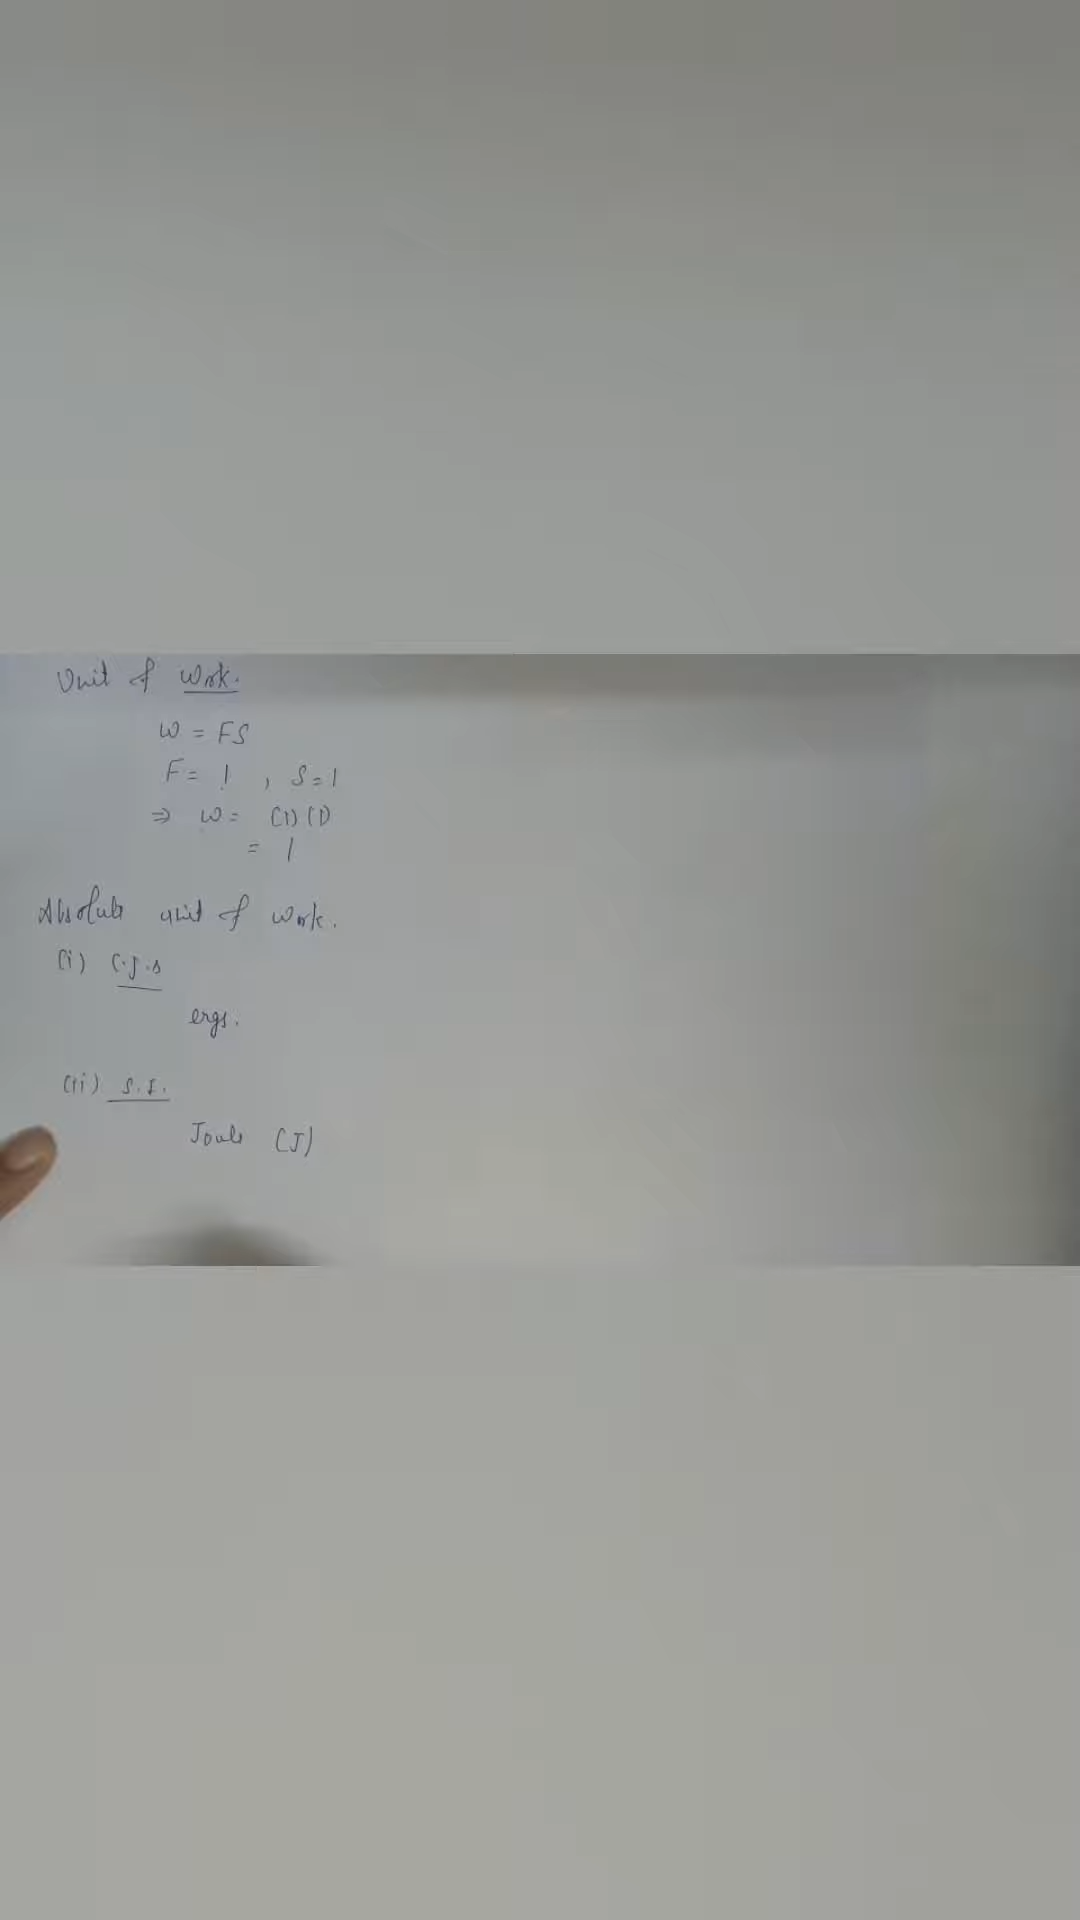 Unit of Work.
W = FS
F = 1 , S = 1
⇒ W = (1) (1)
= 1
Absolute unit of work.
(i) C.g.s
ergs.
(ii) S.I.
Joule (J)